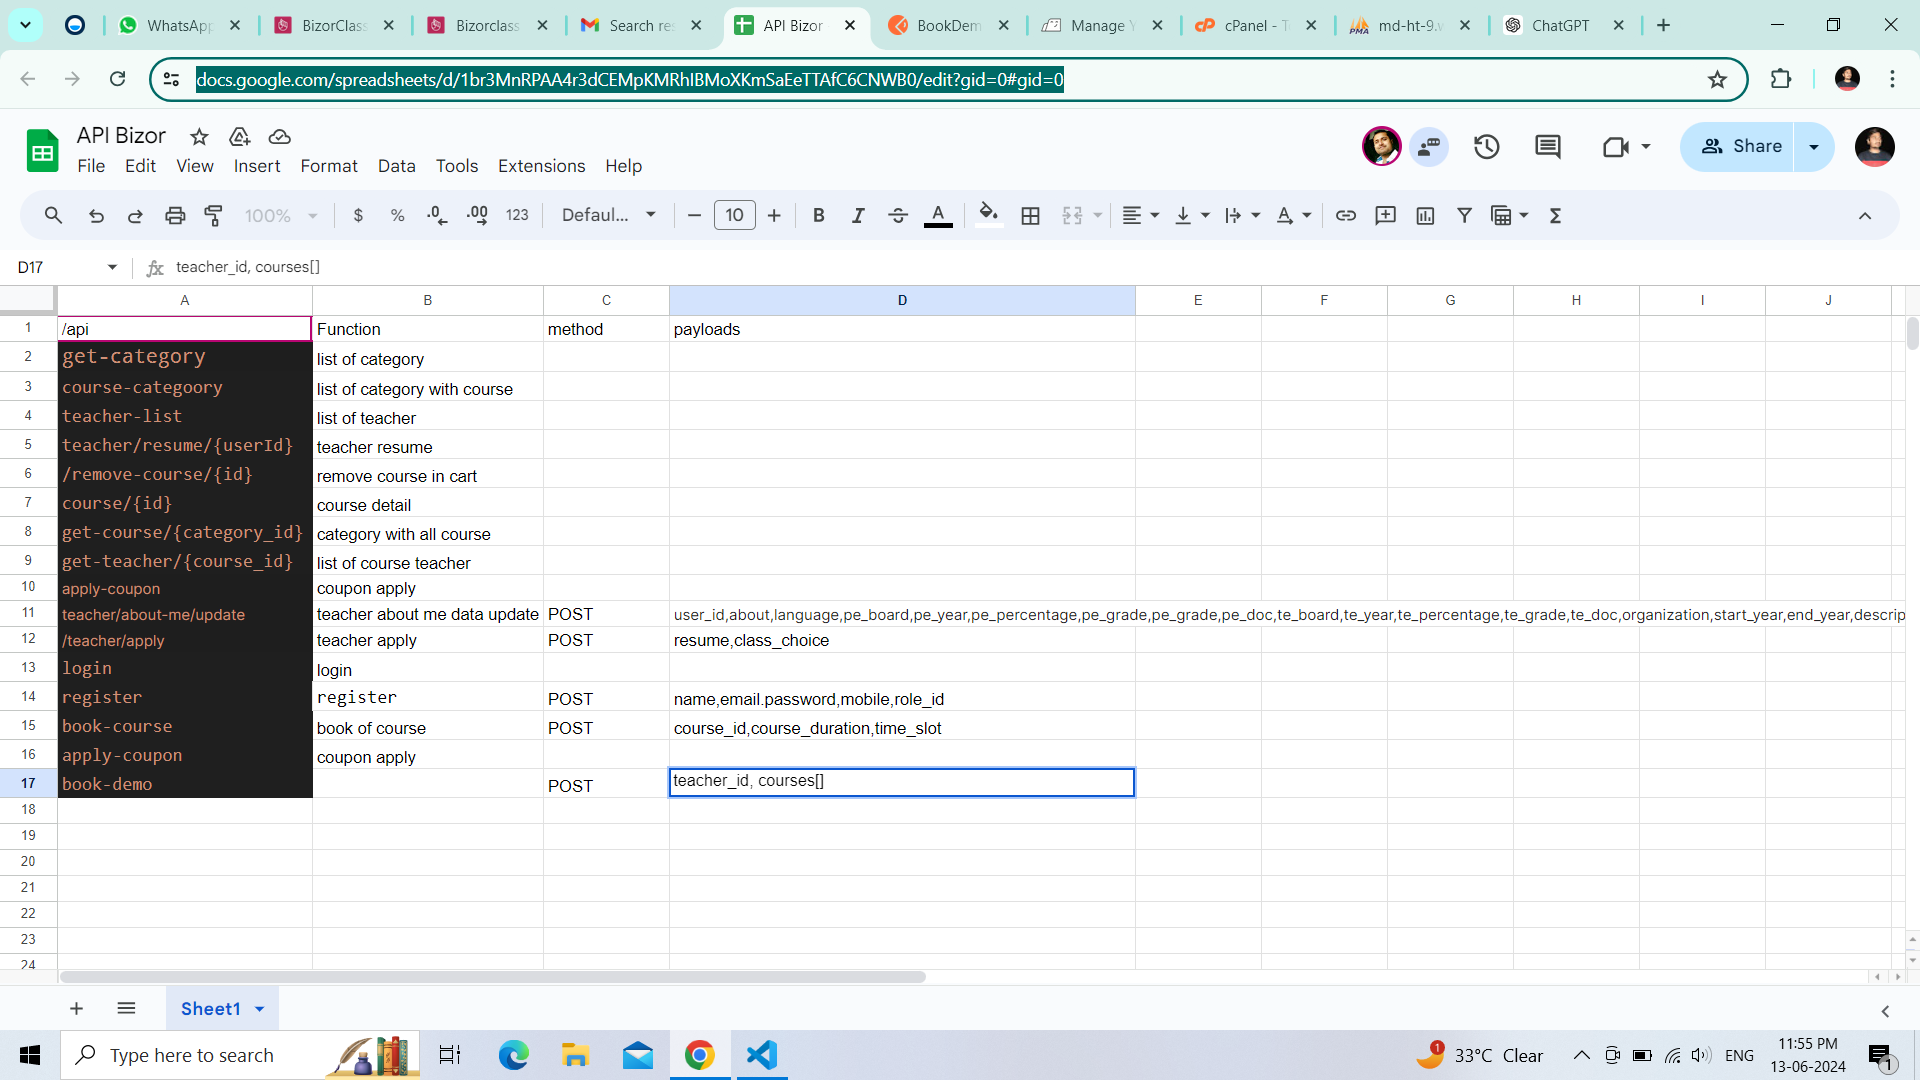 WhatsApp
BizorClass
Bizorclass
Search res
API Bizor
BookDem
Manage Y
cPanel - T
md-ht-9.w
ChatGPT
docs.google.com/spreadsheets/d/1br3MnRPAA4r3dCEMpKMRhIBMoXKmSaEeTTAfC6CNWB0/edit?gid=0#gid=0
API Bizor
File Edit View Insert Format Data Tools Extensions Help
Share
100% $ % .0 .00 123 Defaul... 10 B I A
D17 fx teacher_id, courses[]
A B C D E F G H I J
1 /api Function method payloads
2 get-category list of category
3 course-categoory list of category with course
4 teacher-list list of teacher
5 teacher/resume/{userId} teacher resume
6 /remove-course/{id} remove course in cart
7 course/{id} course detail
8 get-course/{category_id} category with all course
9 get-teacher/{course_id} list of course teacher
10 apply-coupon coupon apply
11 teacher/about-me/update teacher about me data update POST user_id,about,language,pe_board,pe_year,pe_percentage,pe_grade,pe_grade,pe_doc,te_board,te_year,te_percentage,te_grade,te_doc,organization,start_year,end_year,descrip
12 /teacher/apply teacher apply POST resume,class_choice
13 login login
14 register register POST name,email.password,mobile,role_id
15 book-course book of course POST course_id,course_duration,time_slot
16 apply-coupon coupon apply
17 book-demo POST teacher_id, courses[]
18
19
20
21
22
23
24
Sheet1
Type here to search
1
33°C Clear
ENG
11:55 PM
13-06-2024
1